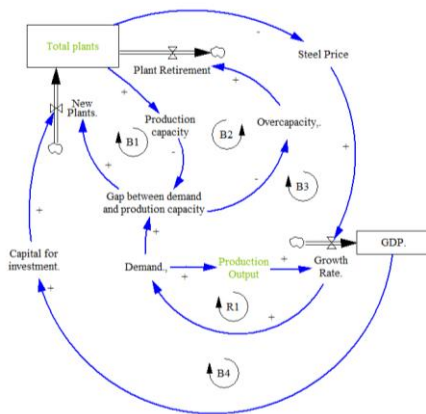 Total plants
-
Steel Price
Plant Retirement
+
+
New
Plants.
Production
capacity
B1
B2
Overcapacity,.
+
-
-
B3
+
+
Gap between demand
and prodution capacity
+
Capital for
investment.
Demand.,
+
Production
Output
+
Growth
Rate.
GDP.
R1
+
+
B4